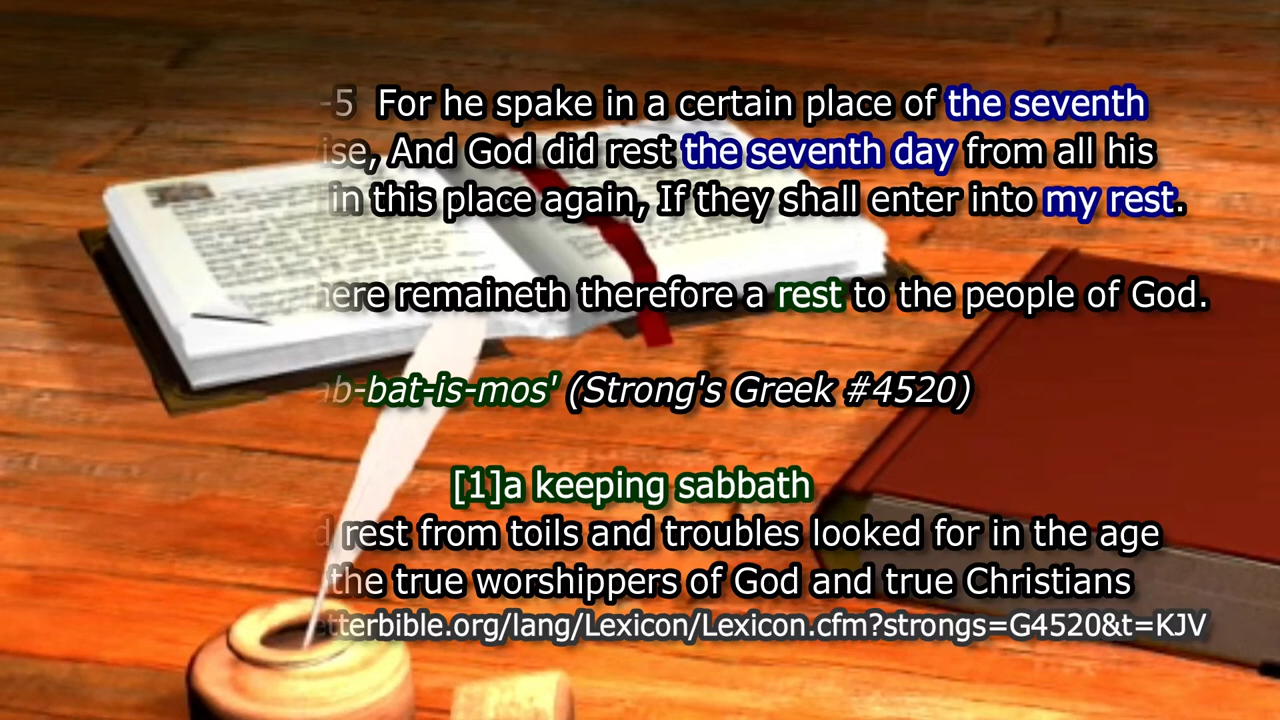 -5 For he spake in a certain place of the seventh
ise, And God did rest the seventh day from all his
in this place again, If they shall enter into my rest.
here remaineth therefore a rest to the people of God.
ab-bat-is-mos' (Strong's Greek #4520)
[1]a keeping sabbath
d rest from toils and troubles looked for in the age
the true worshippers of God and true Christians
etterbible.org/lang/Lexicon/Lexicon.cfm?strongs=G4520&t=KJV